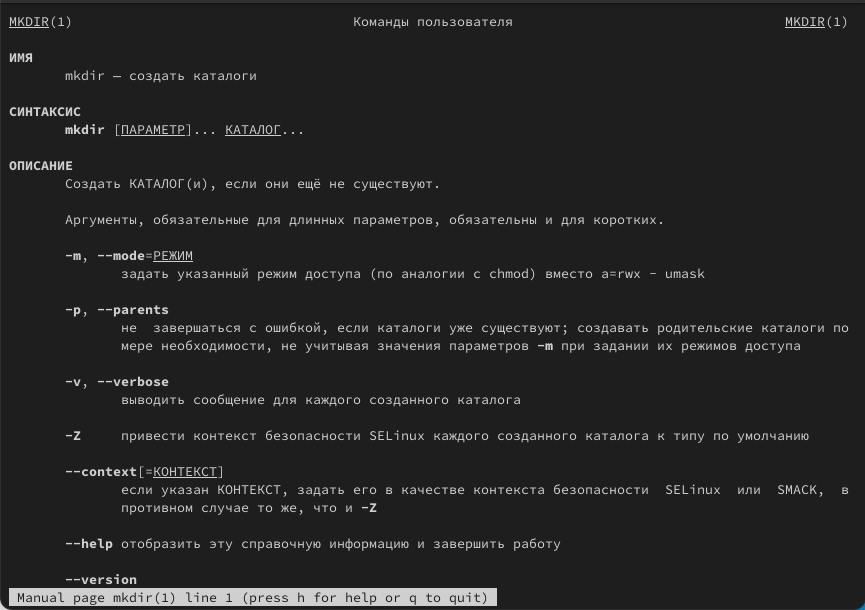 MKDIR(1) Команды пользователя MKDIR(1)
ИМЯ
mkdir – создать каталоги
СИНТАКСИС
mkdir [ПАРАМЕТР]... КАТАЛОГ...
ОПИСАНИЕ
Создать КАТАЛОГ(и), если они ещё не существуют.
Аргументы, обязательные для длинных параметров, обязательны и для коротких.
-m, --mode=РЕЖИМ
задать указанный режим доступа (по аналогии с chmod) вместо a=rwx - umask
-p, --parents
не  завершаться с ошибкой, если каталоги уже существуют; создавать родительские каталоги по
мере необходимости, не учитывая значения параметров -m при задании их режимов доступа
-v, --verbose
выводить сообщение для каждого созданного каталога
-Z     привести контекст безопасности SELinux каждого созданного каталога к типу по умолчанию
--context[=КОНТЕКСТ]
если указан КОНТЕКСТ, задать его в качестве контекста безопасности  SELinux  или  SMACK,  в
противном случае то же, что и -Z
--help отобразить эту справочную информацию и завершить работу
--version
Manual page mkdir(1) line 1 (press h for help or q to quit)